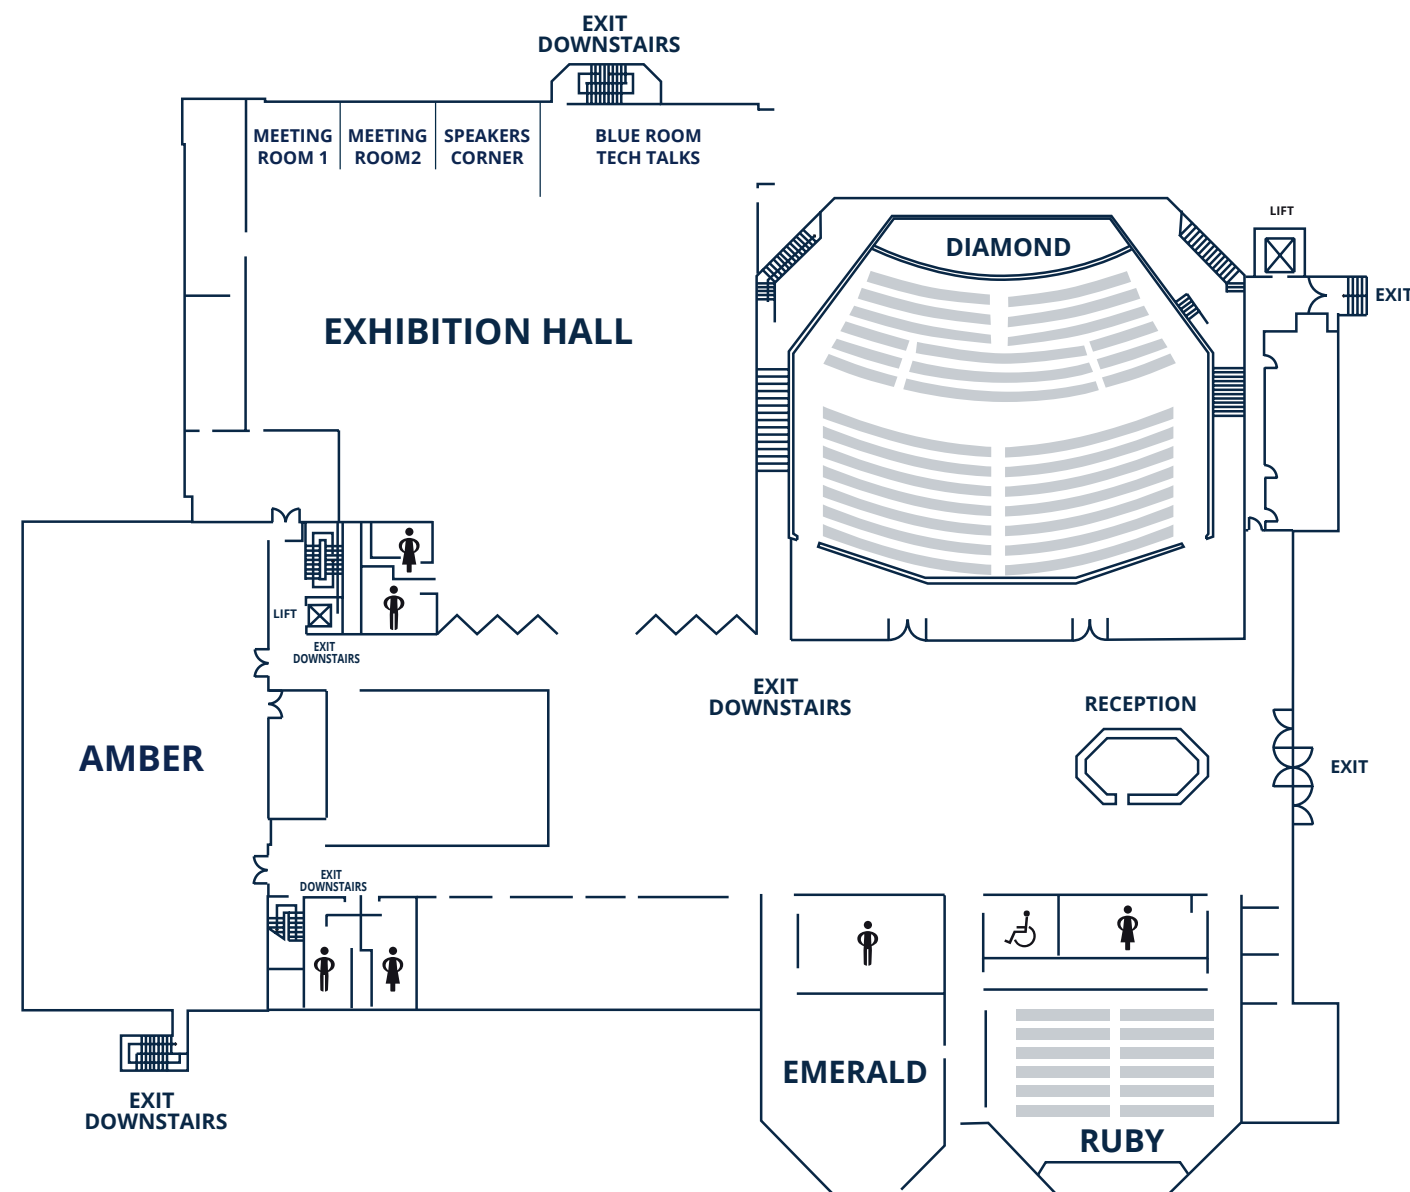 EXIT
DOWNSTAIRS
MEETING
ROOM 1
MEETING
ROOM2
SPEAKERS
CORNER
BLUE ROOM
TECH TALKS
LIFT
DIAMOND
EXIT
EXHIBITION HALL
LIFT
EXIT
DOWNSTAIRS
EXIT
DOWNSTAIRS
RECEPTION
AMBER
EXIT
EXIT
DOWNSTAIRS
EMERALD
EXIT
DOWNSTAIRS
RUBY